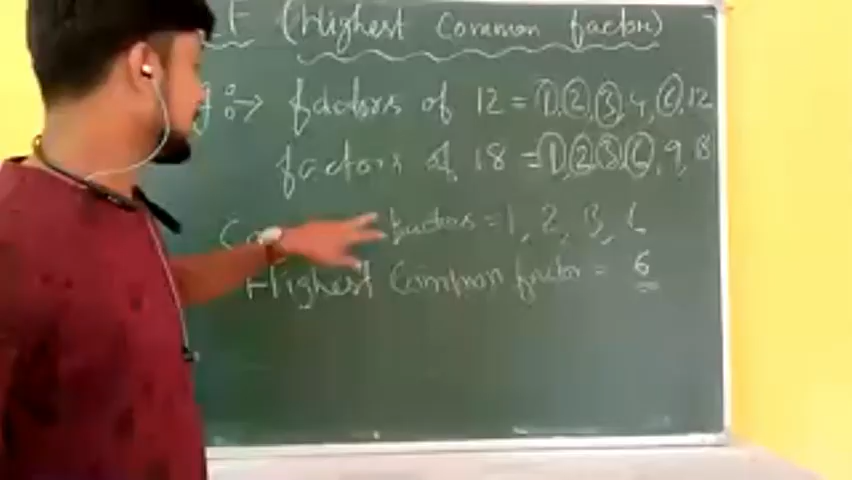 F (Highest Common factor)
g :→ factors of 12 = 1, 2, 3, 4, 6, 12
factors of 18 = 1, 2, 3, 6, 9, 18
factors = 1, 2, 3, 6
Highest Common factor = 6